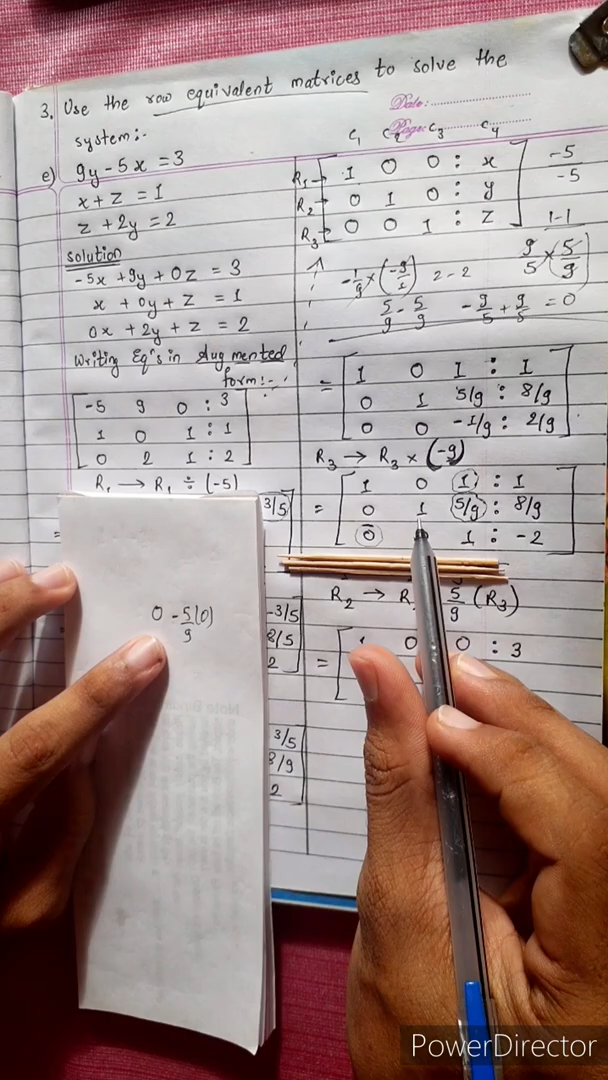 3. Use the row equivalent matrices to solve the
system:-
Date:
Page:
e) 9y - 5x = 3
x + z = 1
z + 2y = 2
solution
-5x + 9y + 0z = 3
x + 0y + z = 1
0x + 2y + z = 2
Writing Eq's in Augmented
form:-
-5 9 0 : 3
1 0 1 : 1
0 2 1 : 2
R₁ → R₁ ÷ (-5)
=
3/5
-3/5
8/5
2
3/5
8/9
2
0 - 5/9 (0)
C₁ C₂ C₃ C₄
R₁→ 1 0 0 : x
R₂→ 0 1 0 : y
R₃→ 0 0 1 : z
-5/-5
1-1
-1/9 × (-9/1) 2-2 9/5 × 5/9
5/9 - 5/9 -9/5 + 9/5 = 0
= 1 0 1 : 1
0 1 5/9 : 8/9
0 0 -1/9 : 2/9
R₃ → R₃ × (-9)
= 1 0 1 : 1
0 1 5/9 : 8/9
0 1 : -2
R₂ → R 5/9 (R₃)
= 1 0 0 : 3
PowerDirector